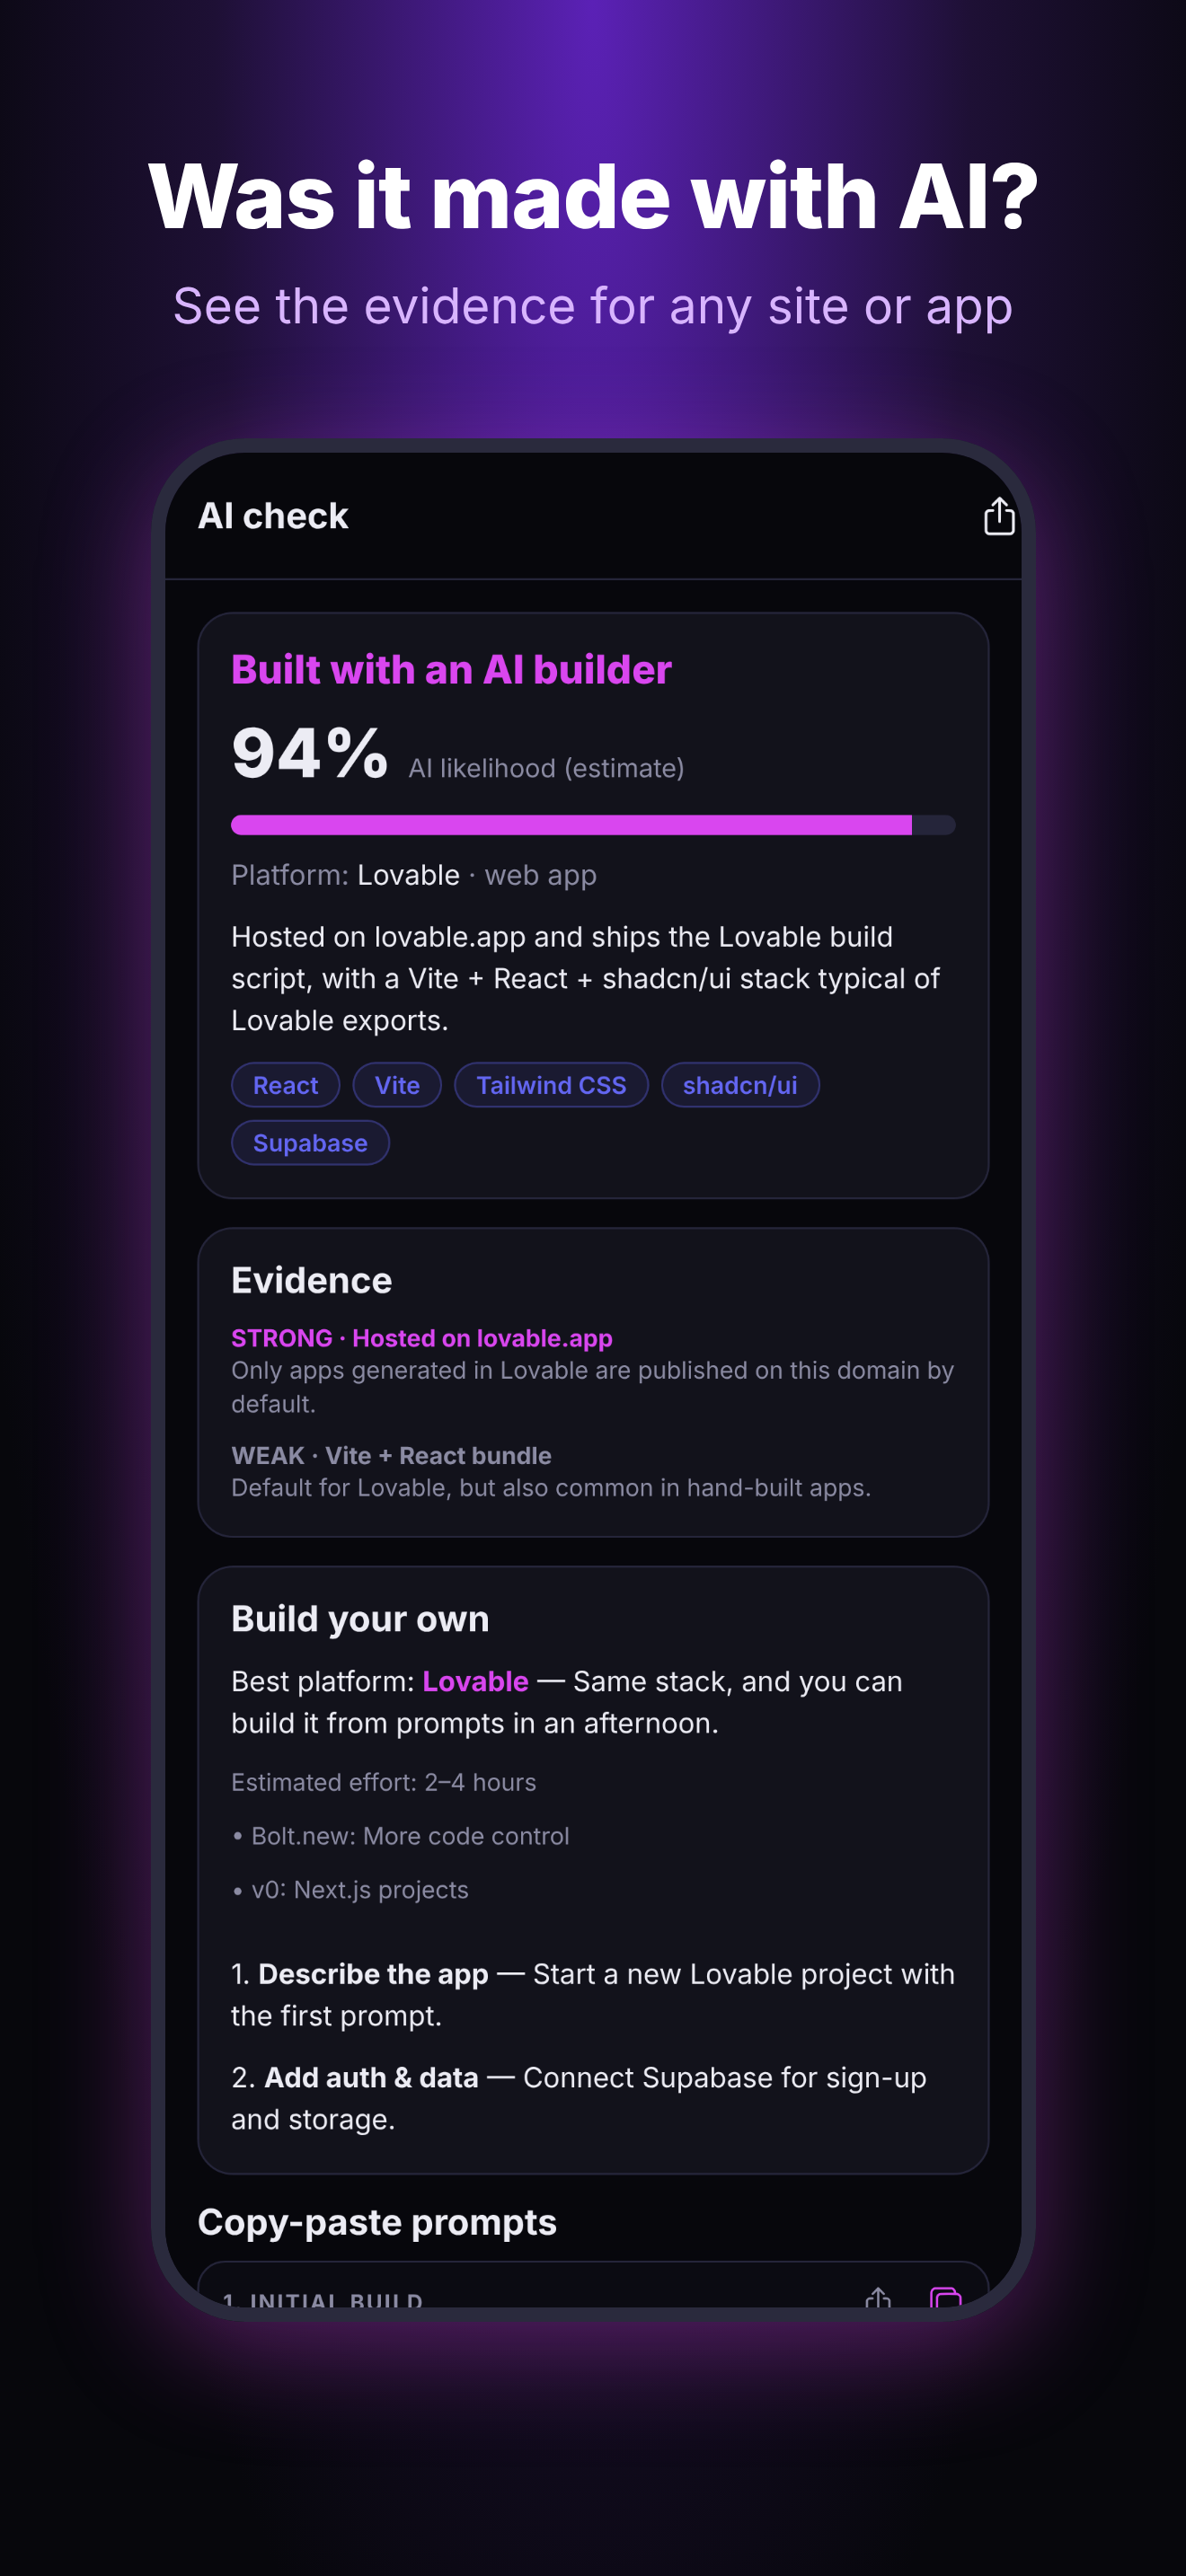 Was it made with AI?
See the evidence for any site or app
AI check
Built with an AI builder
94% AI likelihood (estimate)
Platform: Lovable · web app
Hosted on lovable.app and ships the Lovable build
script, with a Vite + React + shadcn/ui stack typical of
Lovable exports.
React Vite Tailwind CSS shadcn/ui
Supabase
Evidence
STRONG · Hosted on lovable.app
Only apps generated in Lovable are published on this domain by
default.
WEAK · Vite + React bundle
Default for Lovable, but also common in hand-built apps.
Build your own
Best platform: Lovable — Same stack, and you can
build it from prompts in an afternoon.
Estimated effort: 2–4 hours
• Bolt.new: More code control
• v0: Next.js projects
1. Describe the app — Start a new Lovable project with
the first prompt.
2. Add auth & data — Connect Supabase for sign-up
and storage.
Copy-paste prompts
1. INITIAL BUILD